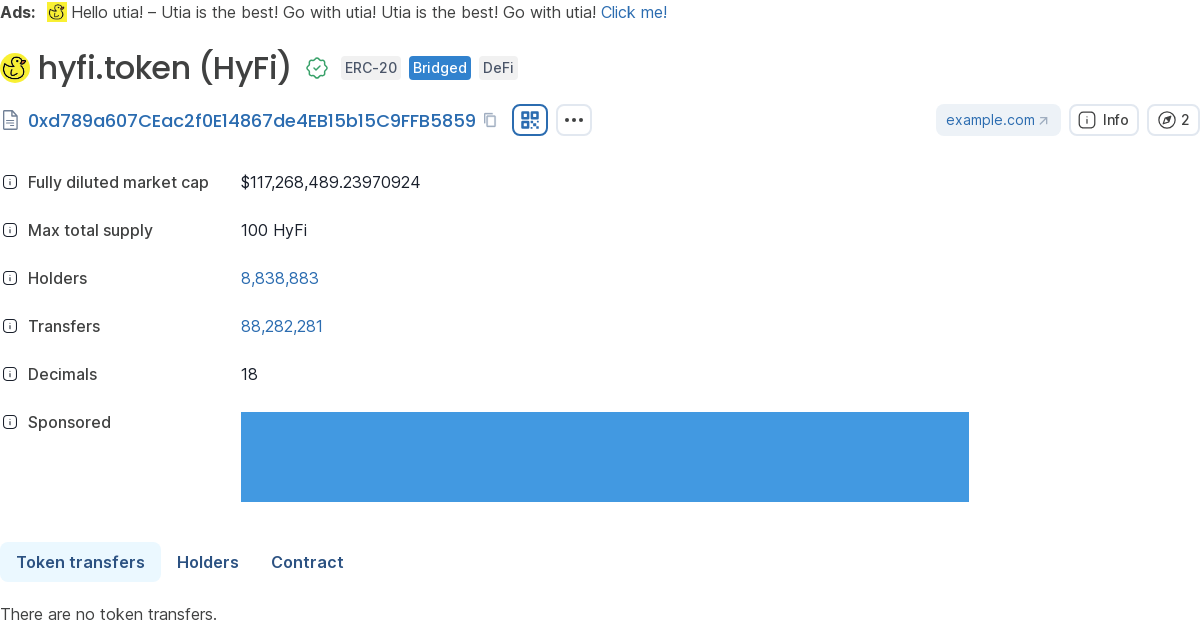 Ads: Hello utia! – Utia is the best! Go with utia! Utia is the best! Go with utia! Click me!
hyfi.token (HyFi) ERC-20 Bridged DeFi
0xd789a607CEac2f0E14867de4EB15b15C9FFB5859 example.com Info 2
Fully diluted market cap $117,268,489.23970924
Max total supply 100 HyFi
Holders 8,838,883
Transfers 88,282,281
Decimals 18
Sponsored
Token transfers Holders Contract
There are no token transfers.